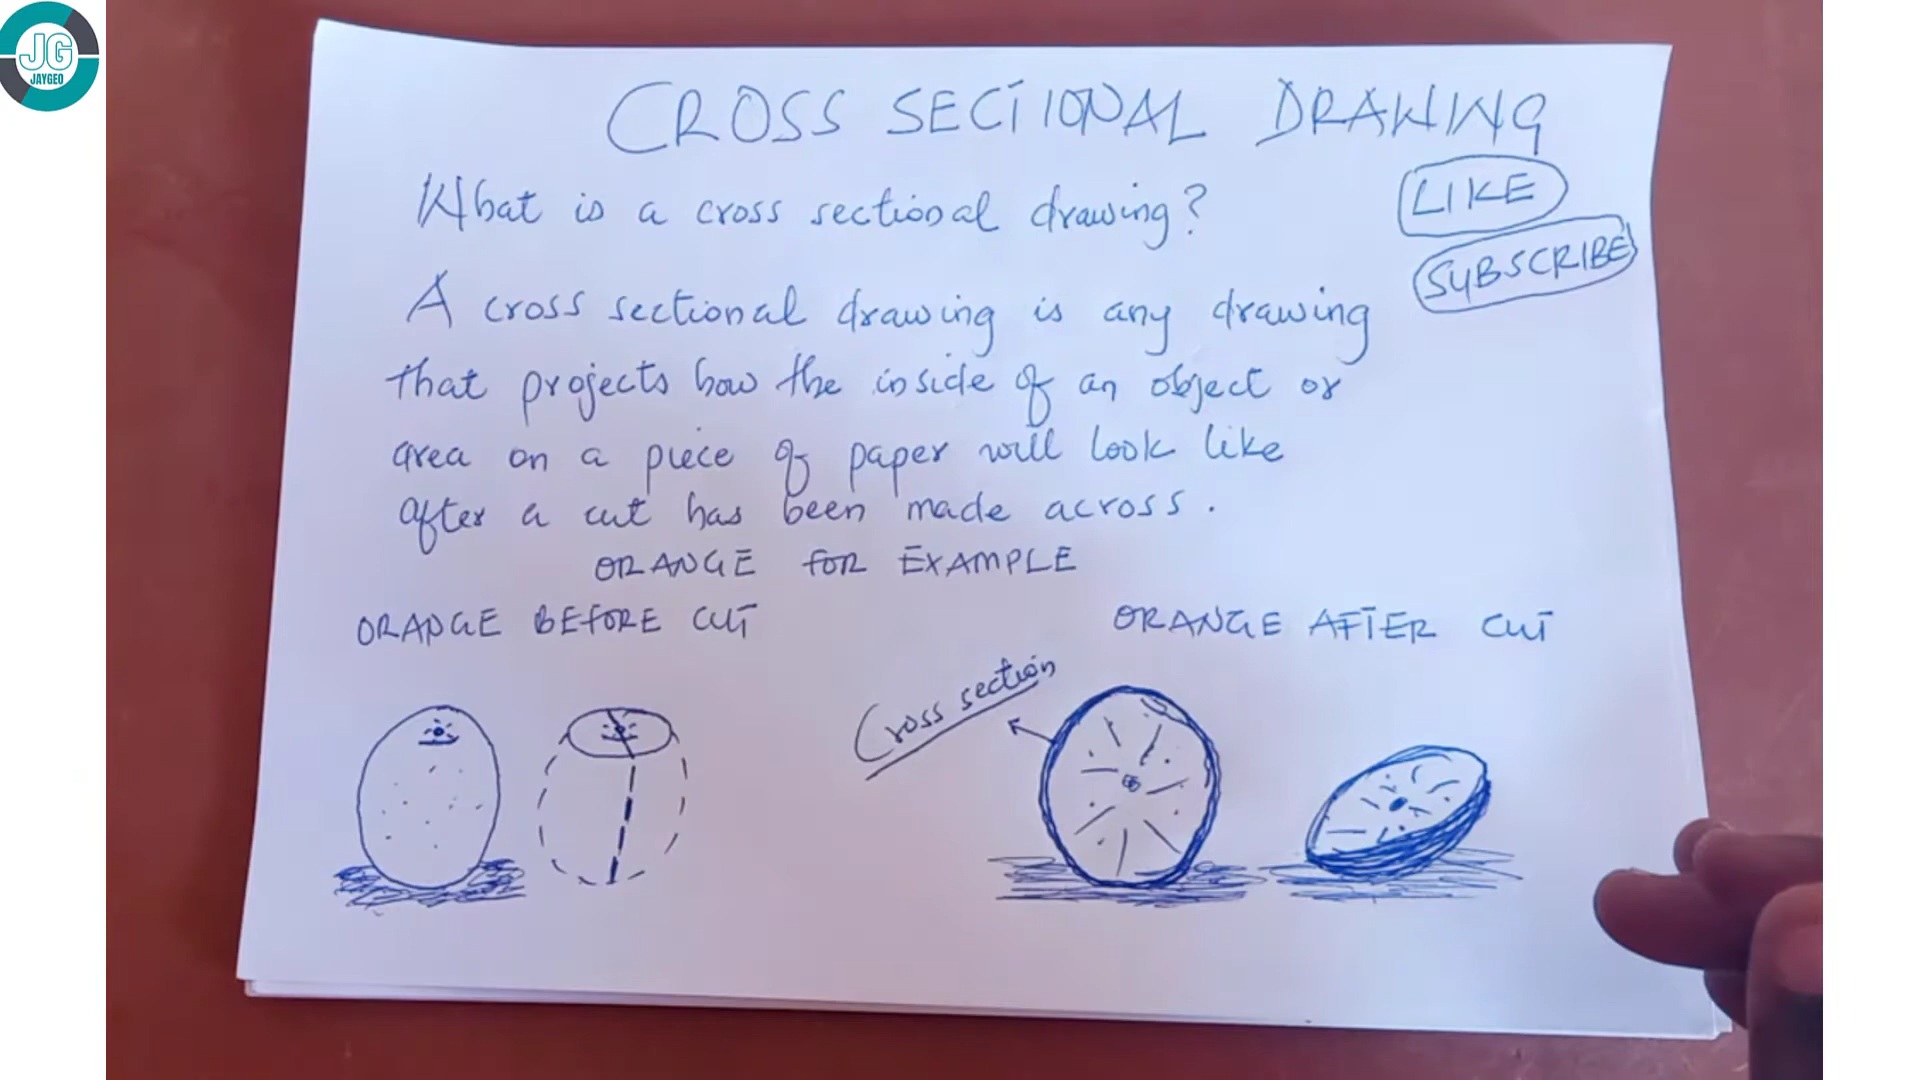 JG
JAYGEO
CROSS SECTIONAL DRAWING
What is a cross sectional drawing?
LIKE
SUBSCRIBE
A cross sectional drawing is any drawing
that projects how the inside of an object or
area on a piece of paper will look like
after a cut has been made across.
ORANGE FOR EXAMPLE
ORANGE BEFORE CUT
ORANGE AFTER CUT
Cross section